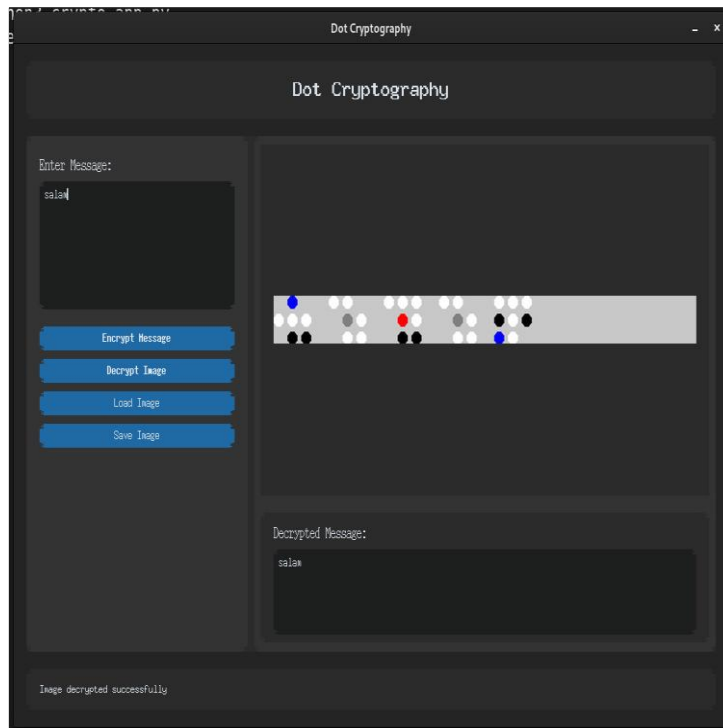 Dot Cryptography
Dot Cryptography
Enter Message:
salam
Encrypt Message
Decrypt Image
Load Image
Save Image
Decrypted Message:
salam
Image decrypted successfully